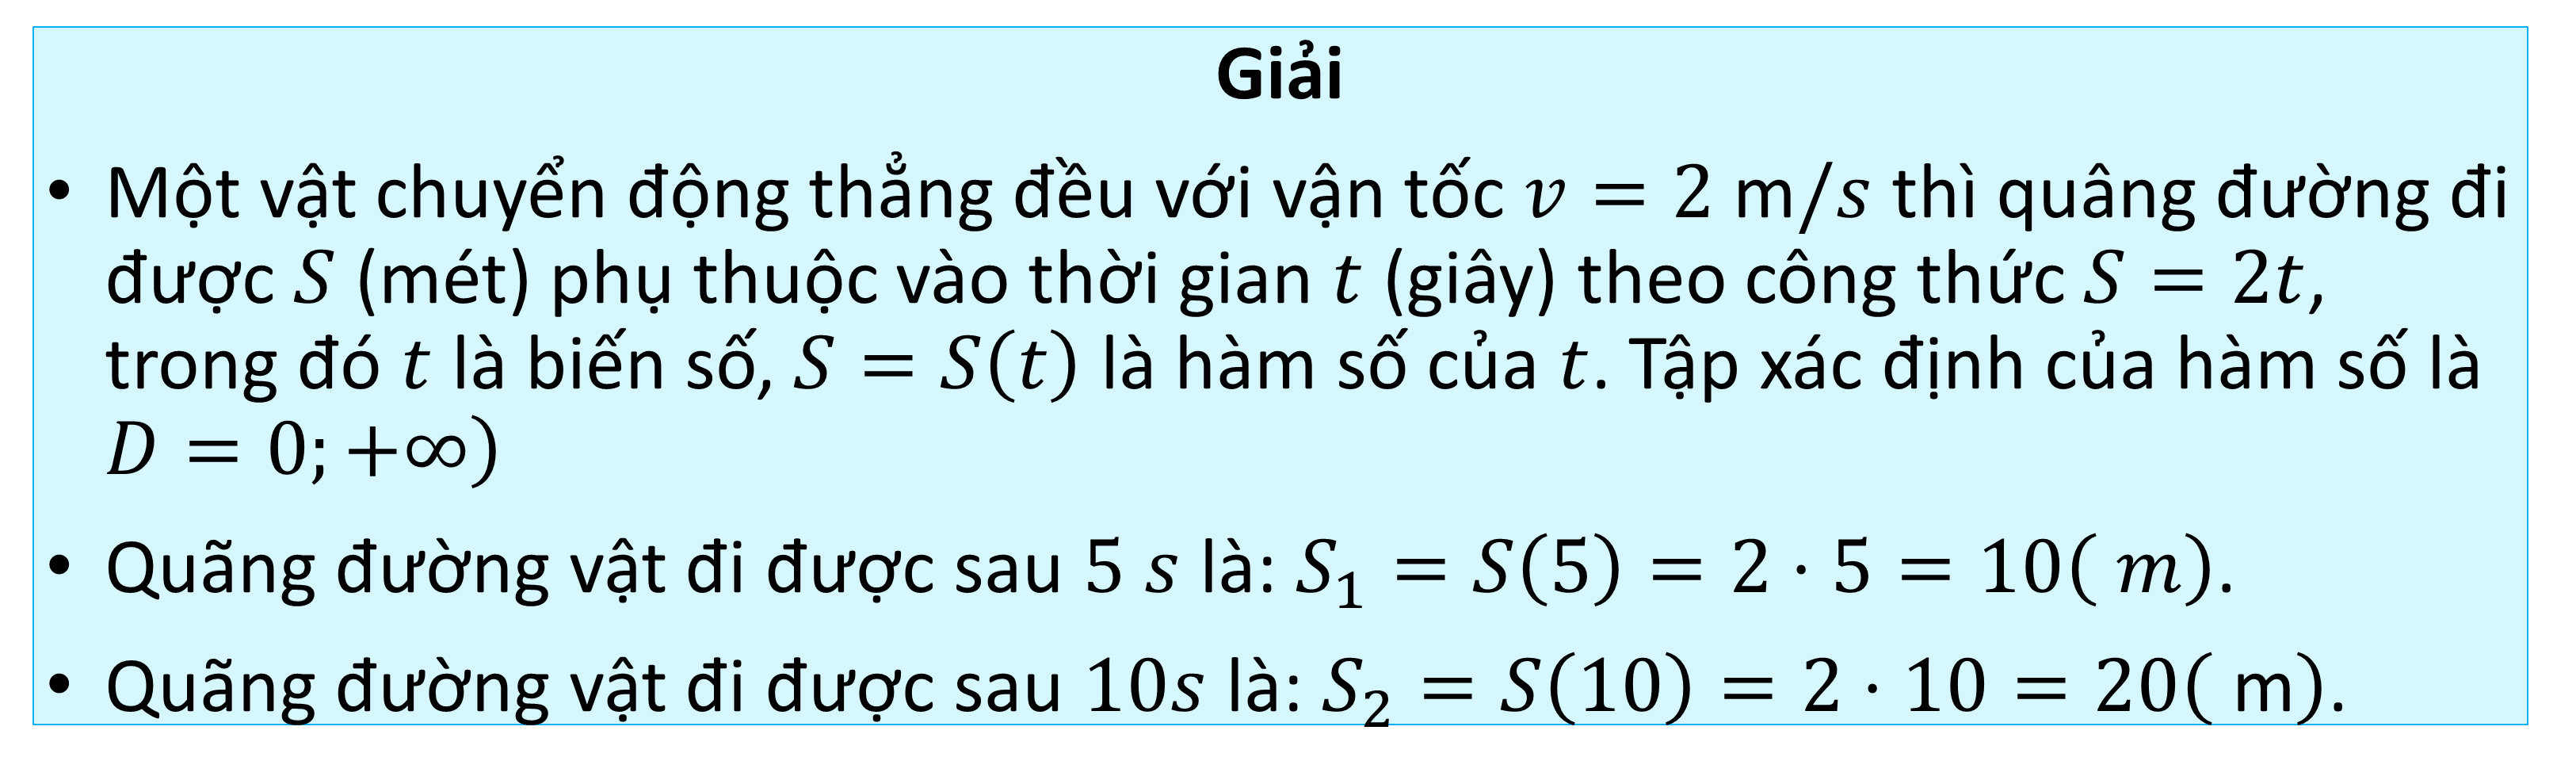 Giải
• Một vật chuyển động thẳng đều với vận tốc v = 2 m/s thì quâng đường đi
được S (mét) phụ thuộc vào thời gian t (giây) theo công thức S = 2t,
trong đó t là biến số, S = S(t) là hàm số của t. Tập xác định của hàm số là
D = 0; +∞)
• Quãng đường vật đi được sau 5 s là: S₁ = S(5) = 2 · 5 = 10( m).
• Quãng đường vật đi được sau 10s là: S₂ = S(10) = 2 · 10 = 20( m).